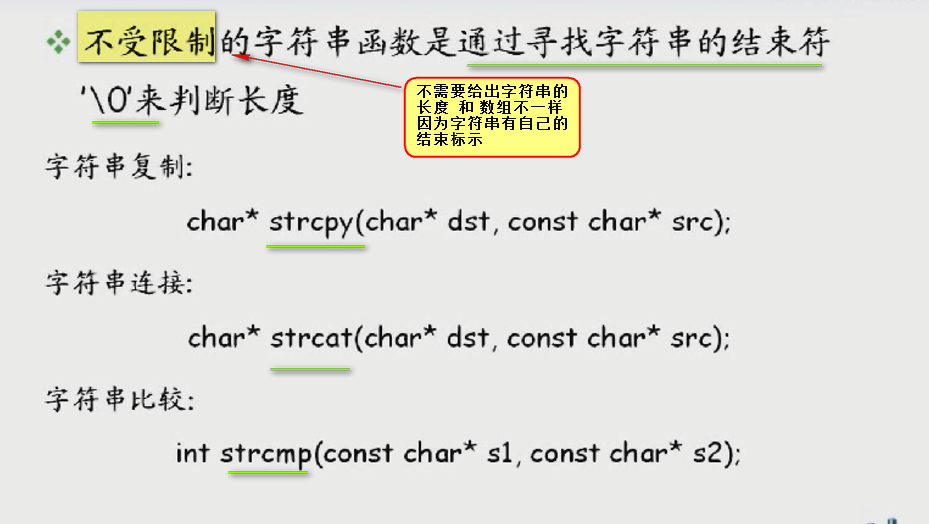 不受限制的字符串函数是通过寻找字符串的结束符
'\0'来判断长度
不需要给出字符串的
长度 和 数组不一样
因为字符串有自己的
结束标示
字符串复制:
char* strcpy(char* dst, const char* src);
字符串连接:
char* strcat(char* dst, const char* src);
字符串比较:
int strcmp(const char* s1, const char* s2);